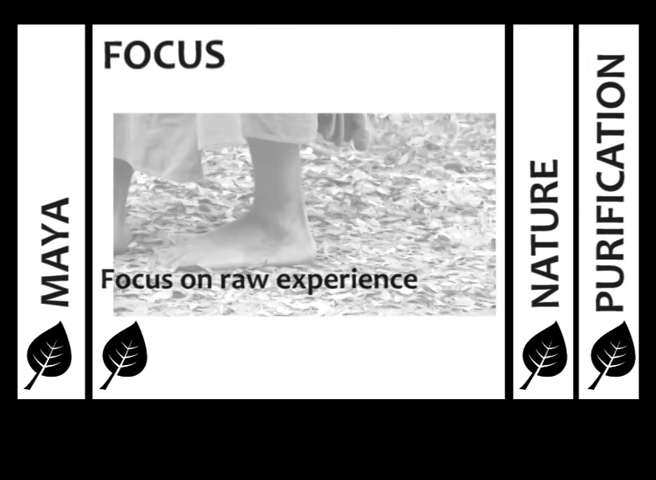 MAYA
FOCUS
Focus on raw experience
NATURE
PURIFICATION